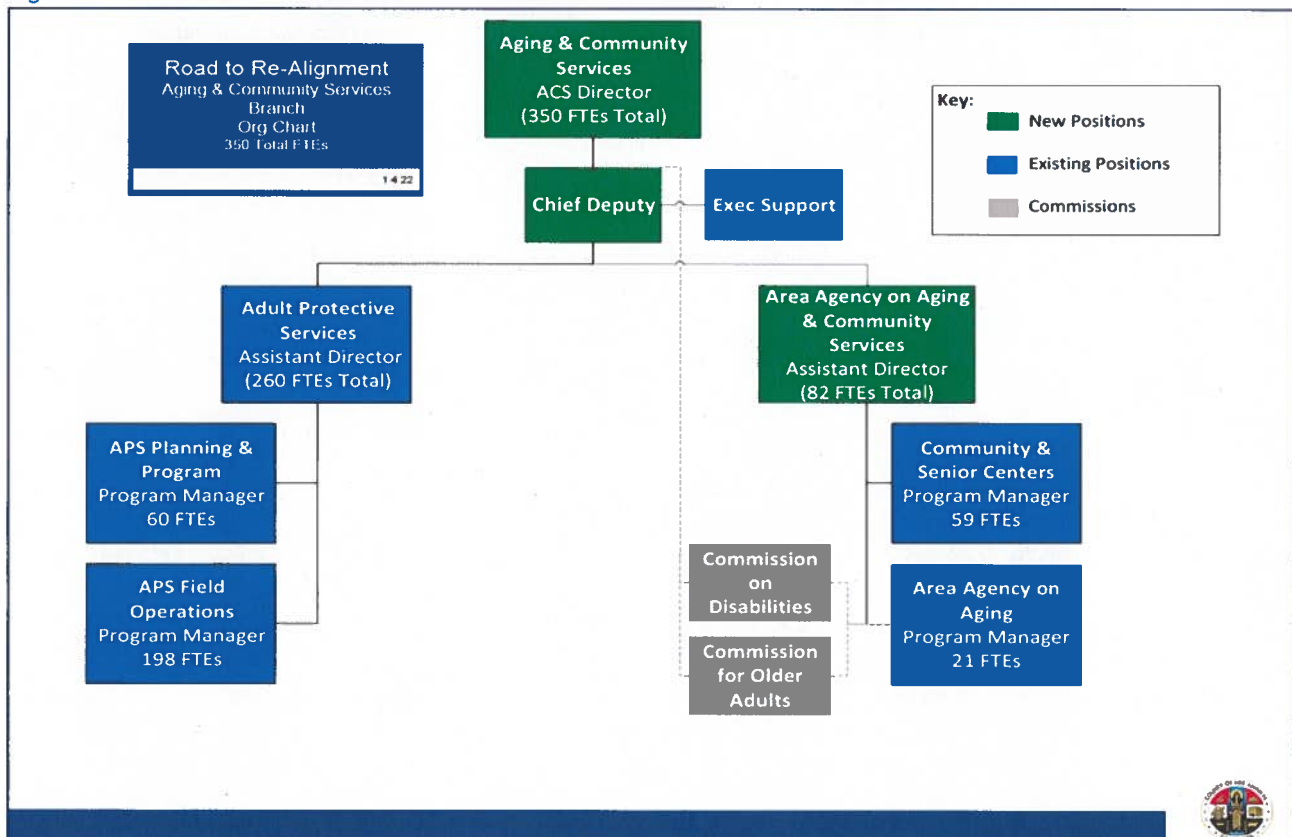 Road to Re-Alignment
Aging & Community Services
Branch
Org Chart
350 Total FTEs
1 4 22
Aging & Community
Services
ACS Director
(350 FTEs Total)
Key:
New Positions
Existing Positions
Commissions
Chief Deputy
Exec Support
Adult Protective
Services
Assistant Director
(260 FTEs Total)
Area Agency on Aging
& Community
Services
Assistant Director
(82 FTEs Total)
APS Planning &
Program
Program Manager
60 FTEs
APS Field
Operations
Program Manager
198 FTEs
Community &
Senior Centers
Program Manager
59 FTEs
Commission
on
Disabilities
Commission
for Older
Adults
Area Agency on
Aging
Program Manager
21 FTEs